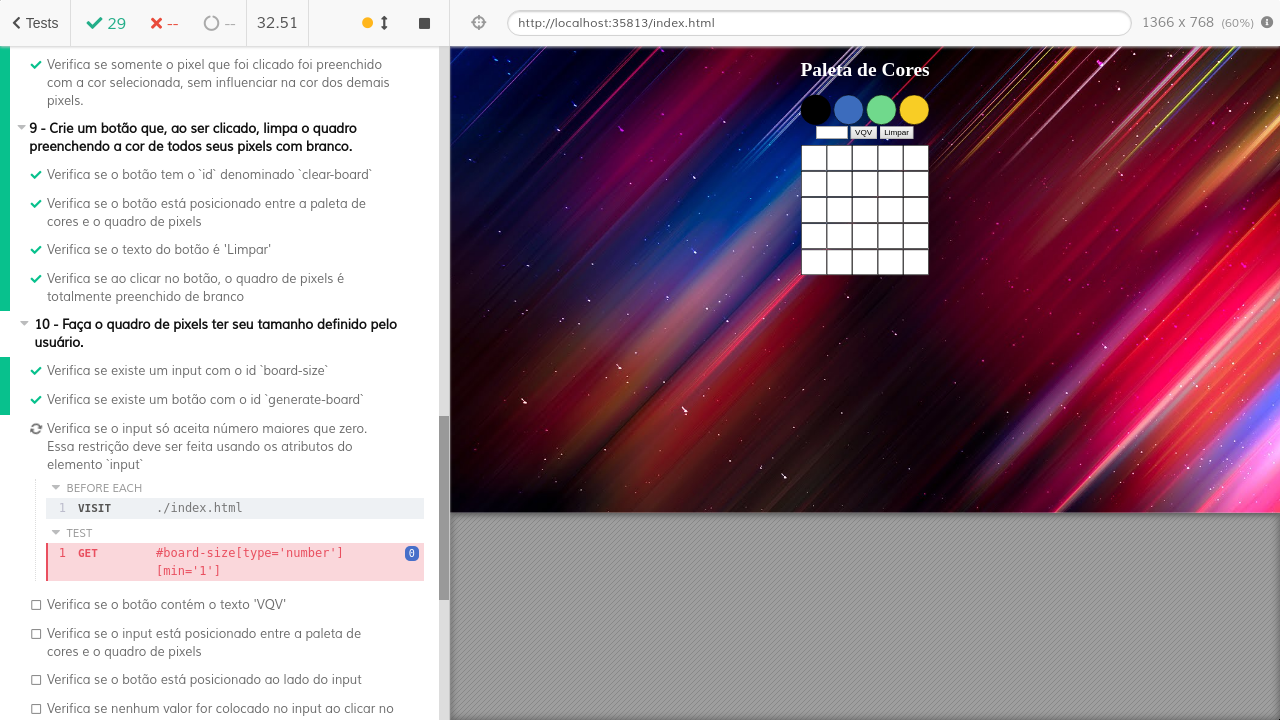 Tests
29
--
--
32.51
http://localhost:35813/index.html
1366 x 768 (60%)
Verifica se somente o pixel que foi clicado foi preenchido
com a cor selecionada, sem influenciar na cor dos demais
pixels.
9 - Crie um botão que, ao ser clicado, limpa o quadro
preenchendo a cor de todos seus pixels com branco.
Verifica se o botão tem o `id` denominado `clear-board`
Verifica se o botão está posicionado entre a paleta de
cores e o quadro de pixels
Verifica se o texto do botão é 'Limpar'
Verifica se ao clicar no botão, o quadro de pixels é
totalmente preenchido de branco
10 - Faça o quadro de pixels ter seu tamanho definido pelo
usuário.
Verifica se existe um input com o id `board-size`
Verifica se existe um botão com o id `generate-board`
Verifica se o input só aceita número maiores que zero.
Essa restrição deve ser feita usando os atributos do
elemento `input`
BEFORE EACH
1 VISIT ./index.html
TEST
1 GET #board-size[type='number'] 0
[min='1']
Verifica se o botão contém o texto 'VQV'
Verifica se o input está posicionado entre a paleta de
cores e o quadro de pixels
Verifica se o botão está posicionado ao lado do input
Verifica se nenhum valor for colocado no input ao clicar no
Paleta de Cores
VQV Limpar